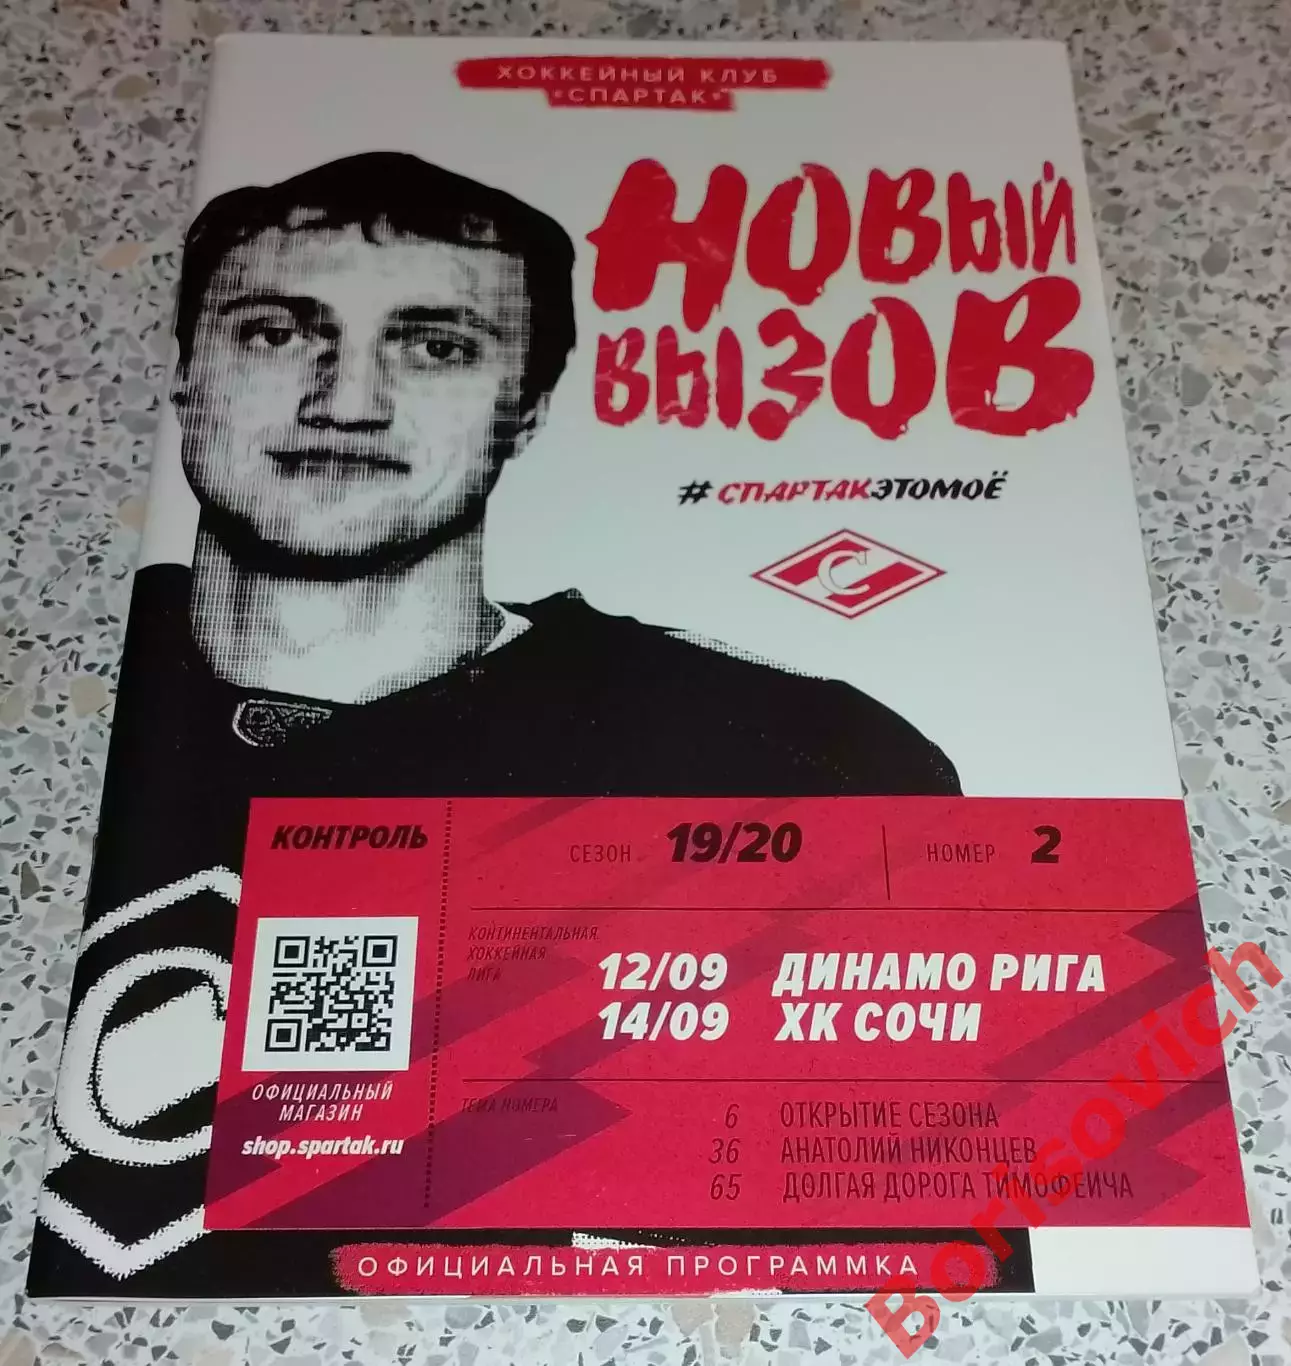 ХОККЕЙНЫЙ КЛУБ
«СПАРТАК»
НОВЫЙ
ВЫЗОВ
#СПАРТАКЭТОМОЁ
С
КОНТРОЛЬ
СЕЗОН 19/20 НОМЕР 2
КОНТИНЕНТАЛЬНАЯ
ХОККЕЙНАЯ
ЛИГА
12/09 ДИНАМО РИГА
14/09 ХК СОЧИ
ОФИЦИАЛЬНЫЙ
МАГАЗИН
shop.spartak.ru
ТЕМА НОМЕРА
6 ОТКРЫТИЕ СЕЗОНА
36 АНАТОЛИЙ НИКОНЦЕВ
65 ДОЛГАЯ ДОРОГА ТИМОФЕИЧА
ОФИЦИАЛЬНАЯ ПРОГРАММКА
Borisovich